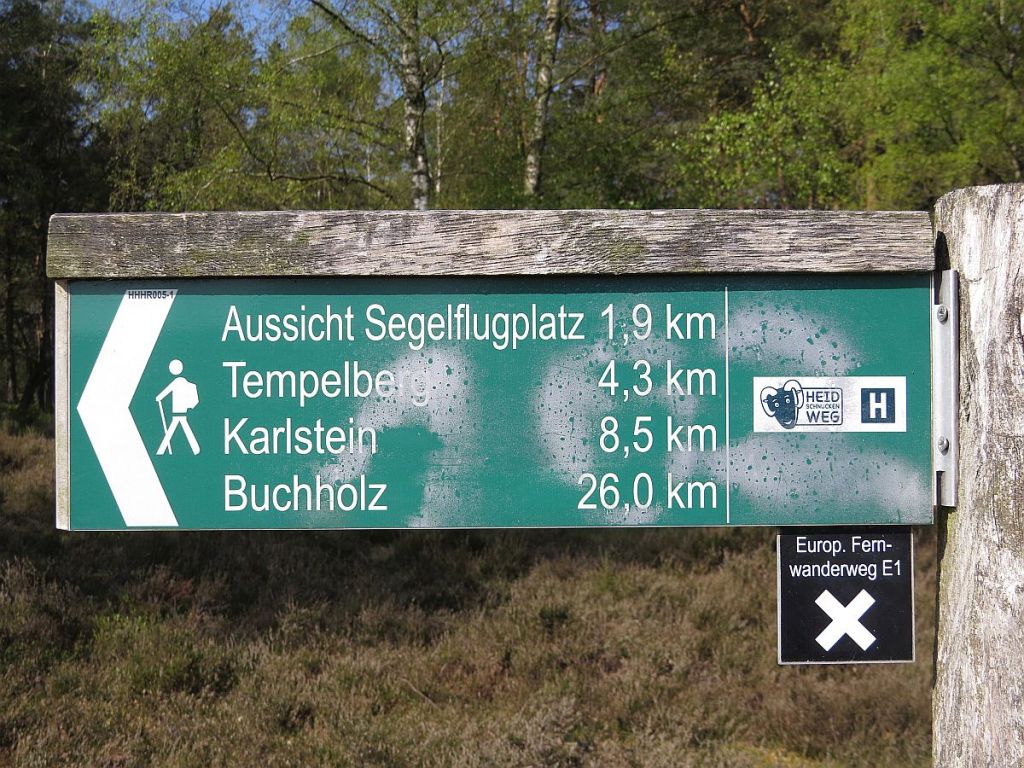 HHHR005-1
Aussicht Segelflugplatz 1,9 km
Tempelberg 4,3 km
Karlstein 8,5 km
Buchholz 26,0 km
HEID
SCHNUCKEN
WEG
H
Europ. Fern-
wanderweg E1